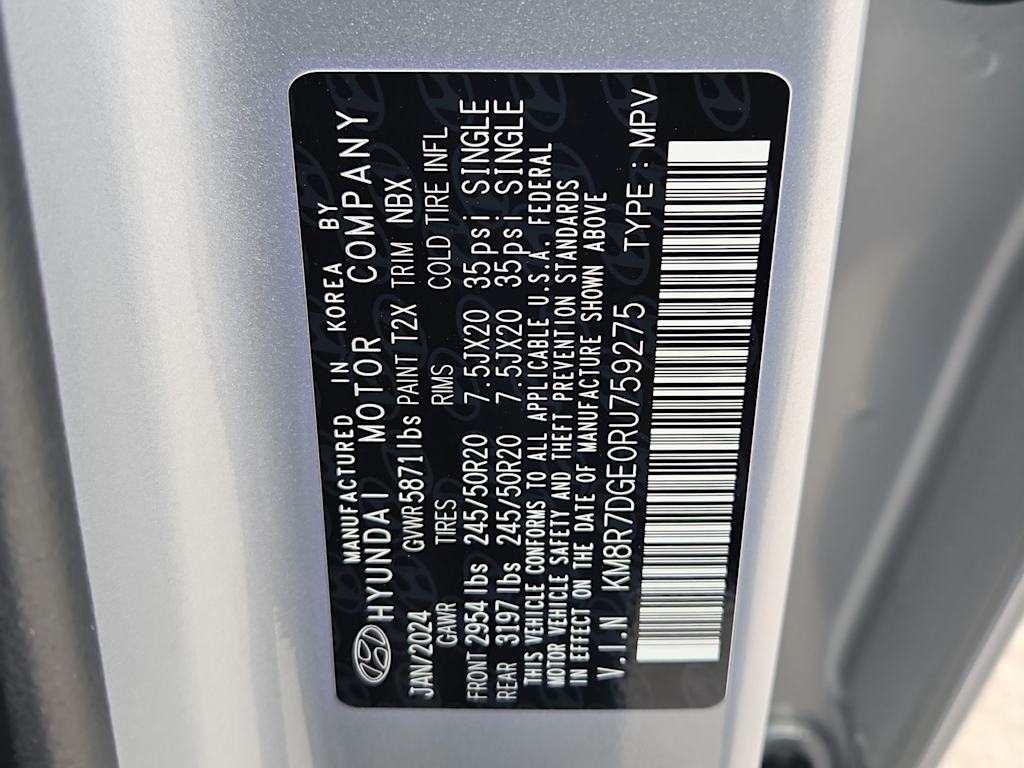 MANUFACTURED IN KOREA BY
HYUNDAI MOTOR COMPANY
JAN/2024 GVWR 5871lbs PAINT T2X TRIM NBX
GAWR TIRES RIMS COLD TIRE INFL
FRONT 2954 lbs 245/50R20 7.5JX20 35psi SINGLE
REAR 3197 lbs 245/50R20 7.5JX20 35psi SINGLE
THIS VEHICLE CONFORMS TO ALL APPLICABLE U.S.A. FEDERAL
MOTOR VEHICLE SAFETY AND THEFT PREVENTION STANDARDS
IN EFFECT ON THE DATE OF MANUFACTURE SHOWN ABOVE
V.I.N KM8R7DGE0RU759275 TYPE : MPV